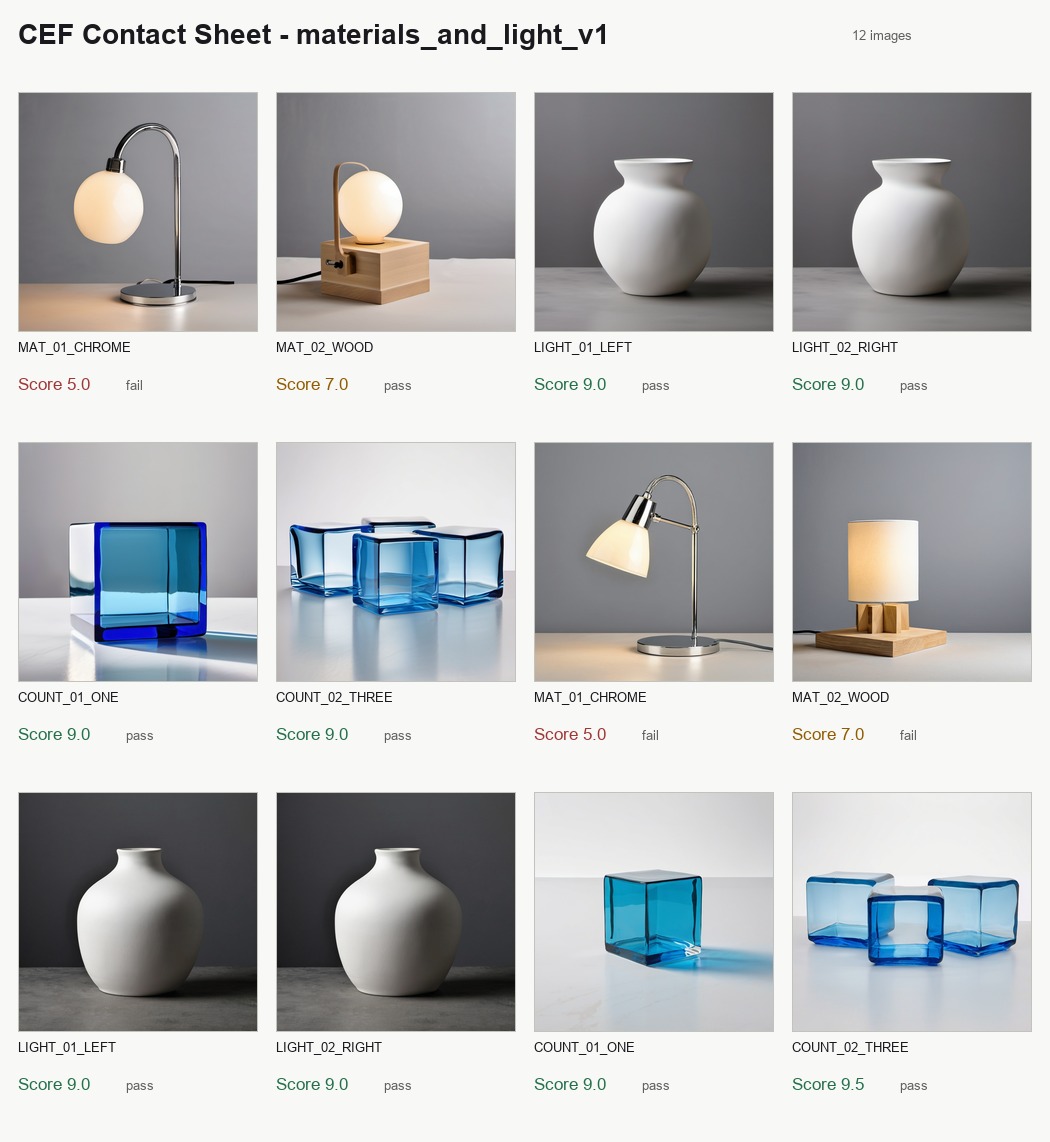 CEF Contact Sheet - materials_and_light_v1
12 images
MAT_01_CHROME
MAT_02_WOOD
LIGHT_01_LEFT
LIGHT_02_RIGHT
Score 5.0 fail
Score 7.0 pass
Score 9.0 pass
Score 9.0 pass
COUNT_01_ONE
COUNT_02_THREE
MAT_01_CHROME
MAT_02_WOOD
Score 9.0 pass
Score 9.0 pass
Score 5.0 fail
Score 7.0 fail
LIGHT_01_LEFT
LIGHT_02_RIGHT
COUNT_01_ONE
COUNT_02_THREE
Score 9.0 pass
Score 9.0 pass
Score 9.0 pass
Score 9.5 pass